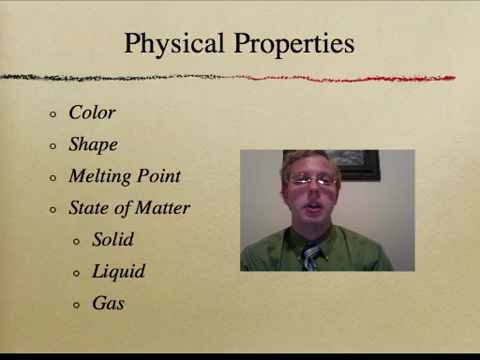 Physical Properties
Color
Shape
Melting Point
State of Matter
Solid
Liquid
Gas